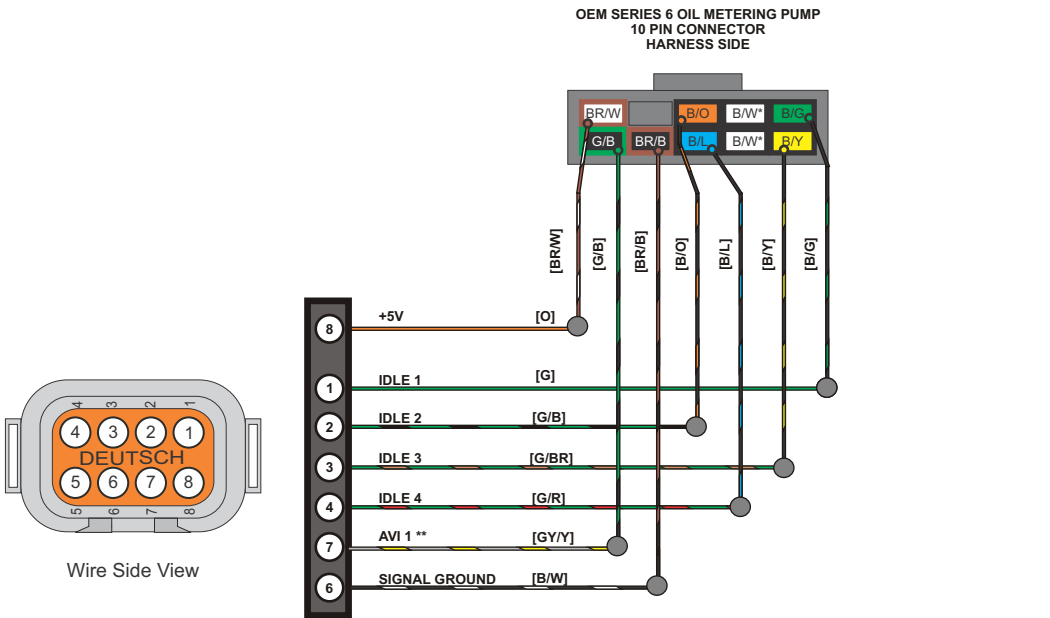 OEM SERIES 6 OIL METERING PUMP
10 PIN CONNECTOR
HARNESS SIDE
BR/W B/O B/W* B/G
G/B BR/B B/L B/W* B/Y
[BR/W] [G/B] [BR/B] [B/O] [B/L] [B/Y] [B/G]
8 +5V [O]
1 IDLE 1 [G]
2 IDLE 2 [G/B]
3 IDLE 3 [G/BR]
4 IDLE 4 [G/R]
7 AVI 1 ** [GY/Y]
6 SIGNAL GROUND [B/W]
4 3 2 1
4 3 2 1
DEUTSCH
5 6 7 8
5 6 7 8
Wire Side View